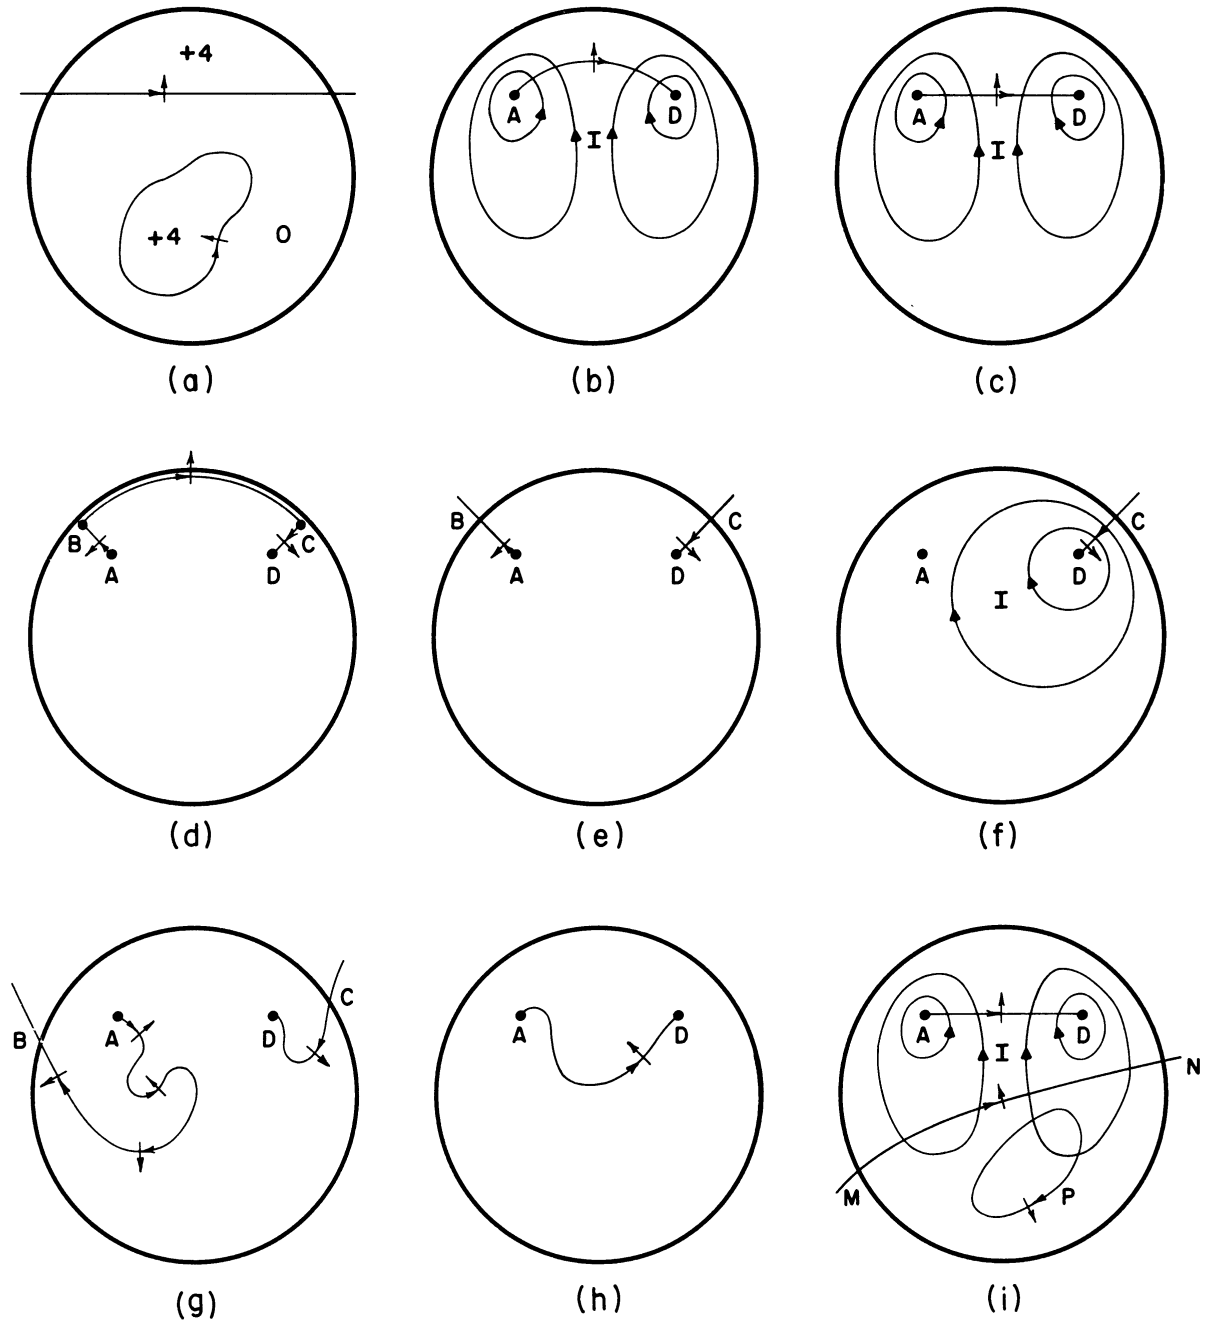 +4
+4 O
(a)
A D
I
(b)
A D
I
(c)
B C
A D
(d)
B C
A D
(e)
C
A D
I
(f)
B A D C
(g)
A D
(h)
A D
I
N
M P
(i)